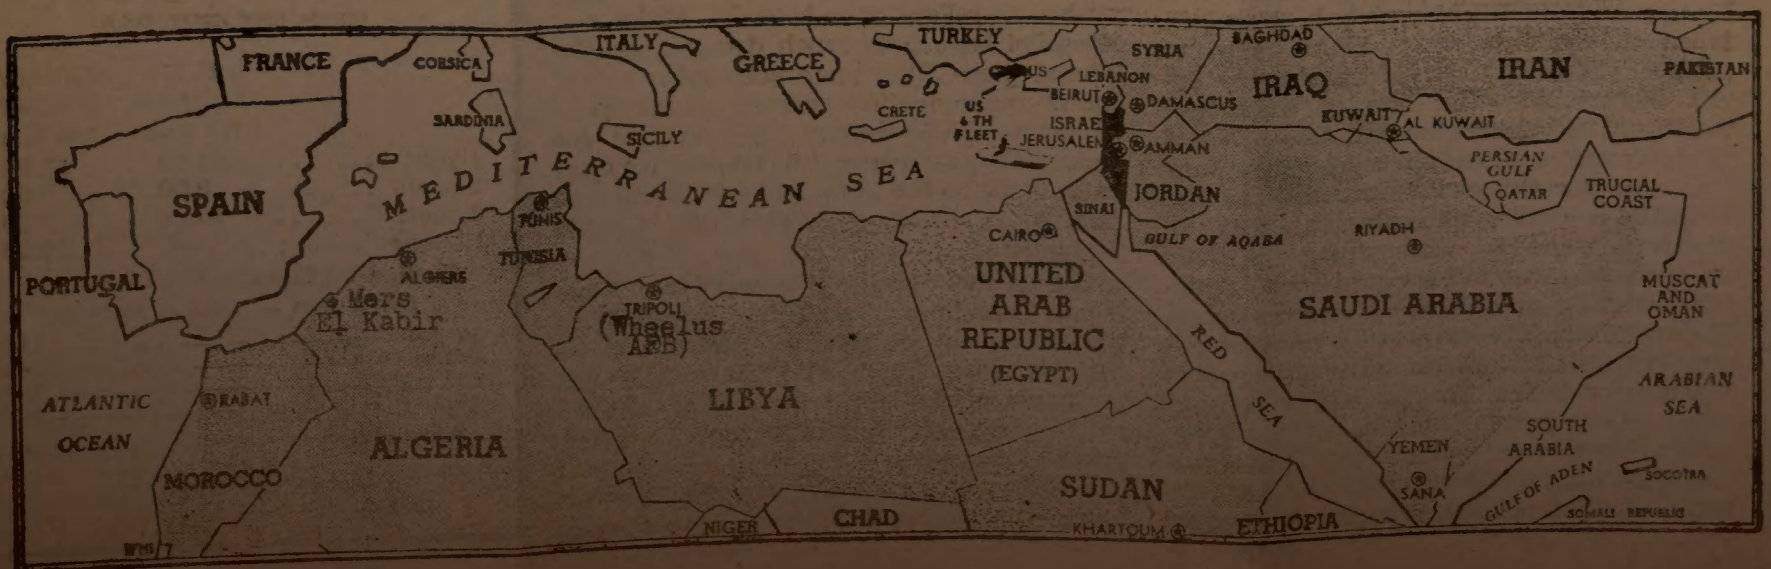 FRANCE
CORSICA
ITALY
GREECE
TURKEY
SYRIA
BAGHDAD
IRAQ
IRAN
PAKISTAN
SARDINIA
SICILY
CRETE
US
6 TH
FLEET
LEBANON
BEIRUT
DAMASCUS
ISRAE
JERUSALEM
AMMAN
KUWAIT
AL KUWAIT
PERSIAN
GULF
QATAR
TRUCIAL
COAST
SPAIN
MEDITERRANEAN SEA
PORTUGAL
TUNIS
TUNISIA
ALGIERS
Mers
El Kabir
TRIPOLI
(Wheelus
AFB)
CAIRO
SINAI
JORDAN
GULF OF AQABA
RIYADH
UNITED
ARAB
REPUBLIC
(EGYPT)
SAUDI ARABIA
MUSCAT
AND
OMAN
RED
SEA
ATLANTIC
OCEAN
RABAT
MOROCCO
ALGERIA
LIBYA
ARABIAN
SEA
SOUTH
ARABIA
YEMEN
SANA
GULF OF ADEN
SOCOTRA
SOMALI REPUBLIC
SUDAN
KHARTOUM
ETHIOPIA
NIGER
CHAD